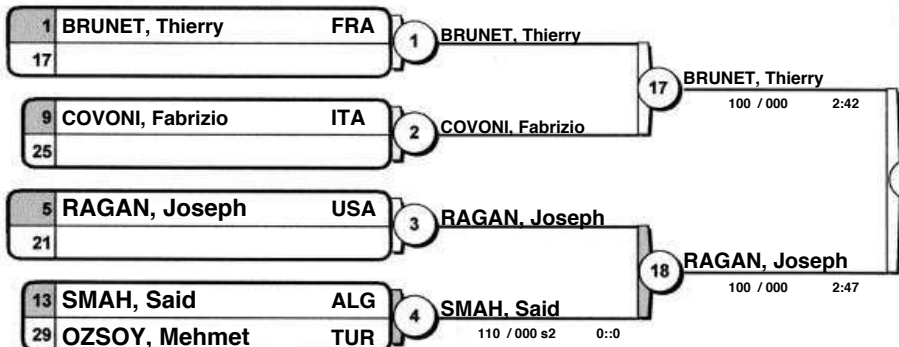 1 BRUNET, Thierry FRA
17
1 BRUNET, Thierry
17 BRUNET, Thierry
100 / 000 2:42
9 COVONI, Fabrizio ITA
25
2 COVONI, Fabrizio
5 RAGAN, Joseph USA
21
3 RAGAN, Joseph
18 RAGAN, Joseph
100 / 000 2:47
13 SMAH, Said ALG
29 OZSOY, Mehmet TUR
4 SMAH, Said
110 / 000 s2 0::0